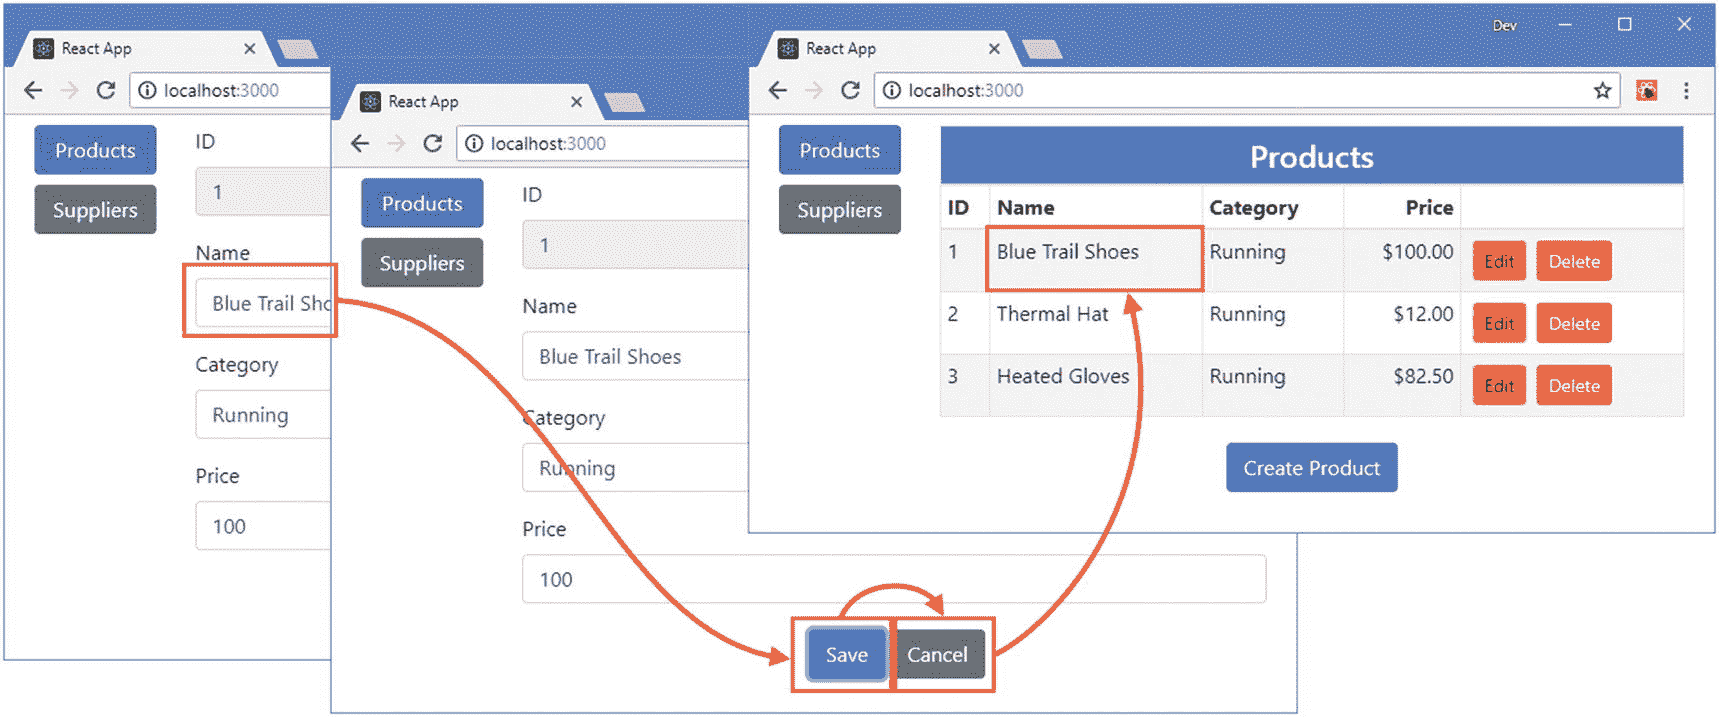 React App
localhost:3000
Products
Suppliers
ID
1
Name
Blue Trail Sho
Category
Running
Price
100
React App
localhost:3000
Products
Suppliers
ID
1
Name
Blue Trail Shoes
Category
Running
Price
100
Save Cancel
Dev
React App
localhost:3000
Products
Suppliers
Products
ID Name Category Price
1 Blue Trail Shoes Running $100.00 Edit Delete
2 Thermal Hat Running $12.00 Edit Delete
3 Heated Gloves Running $82.50 Edit Delete
Create Product